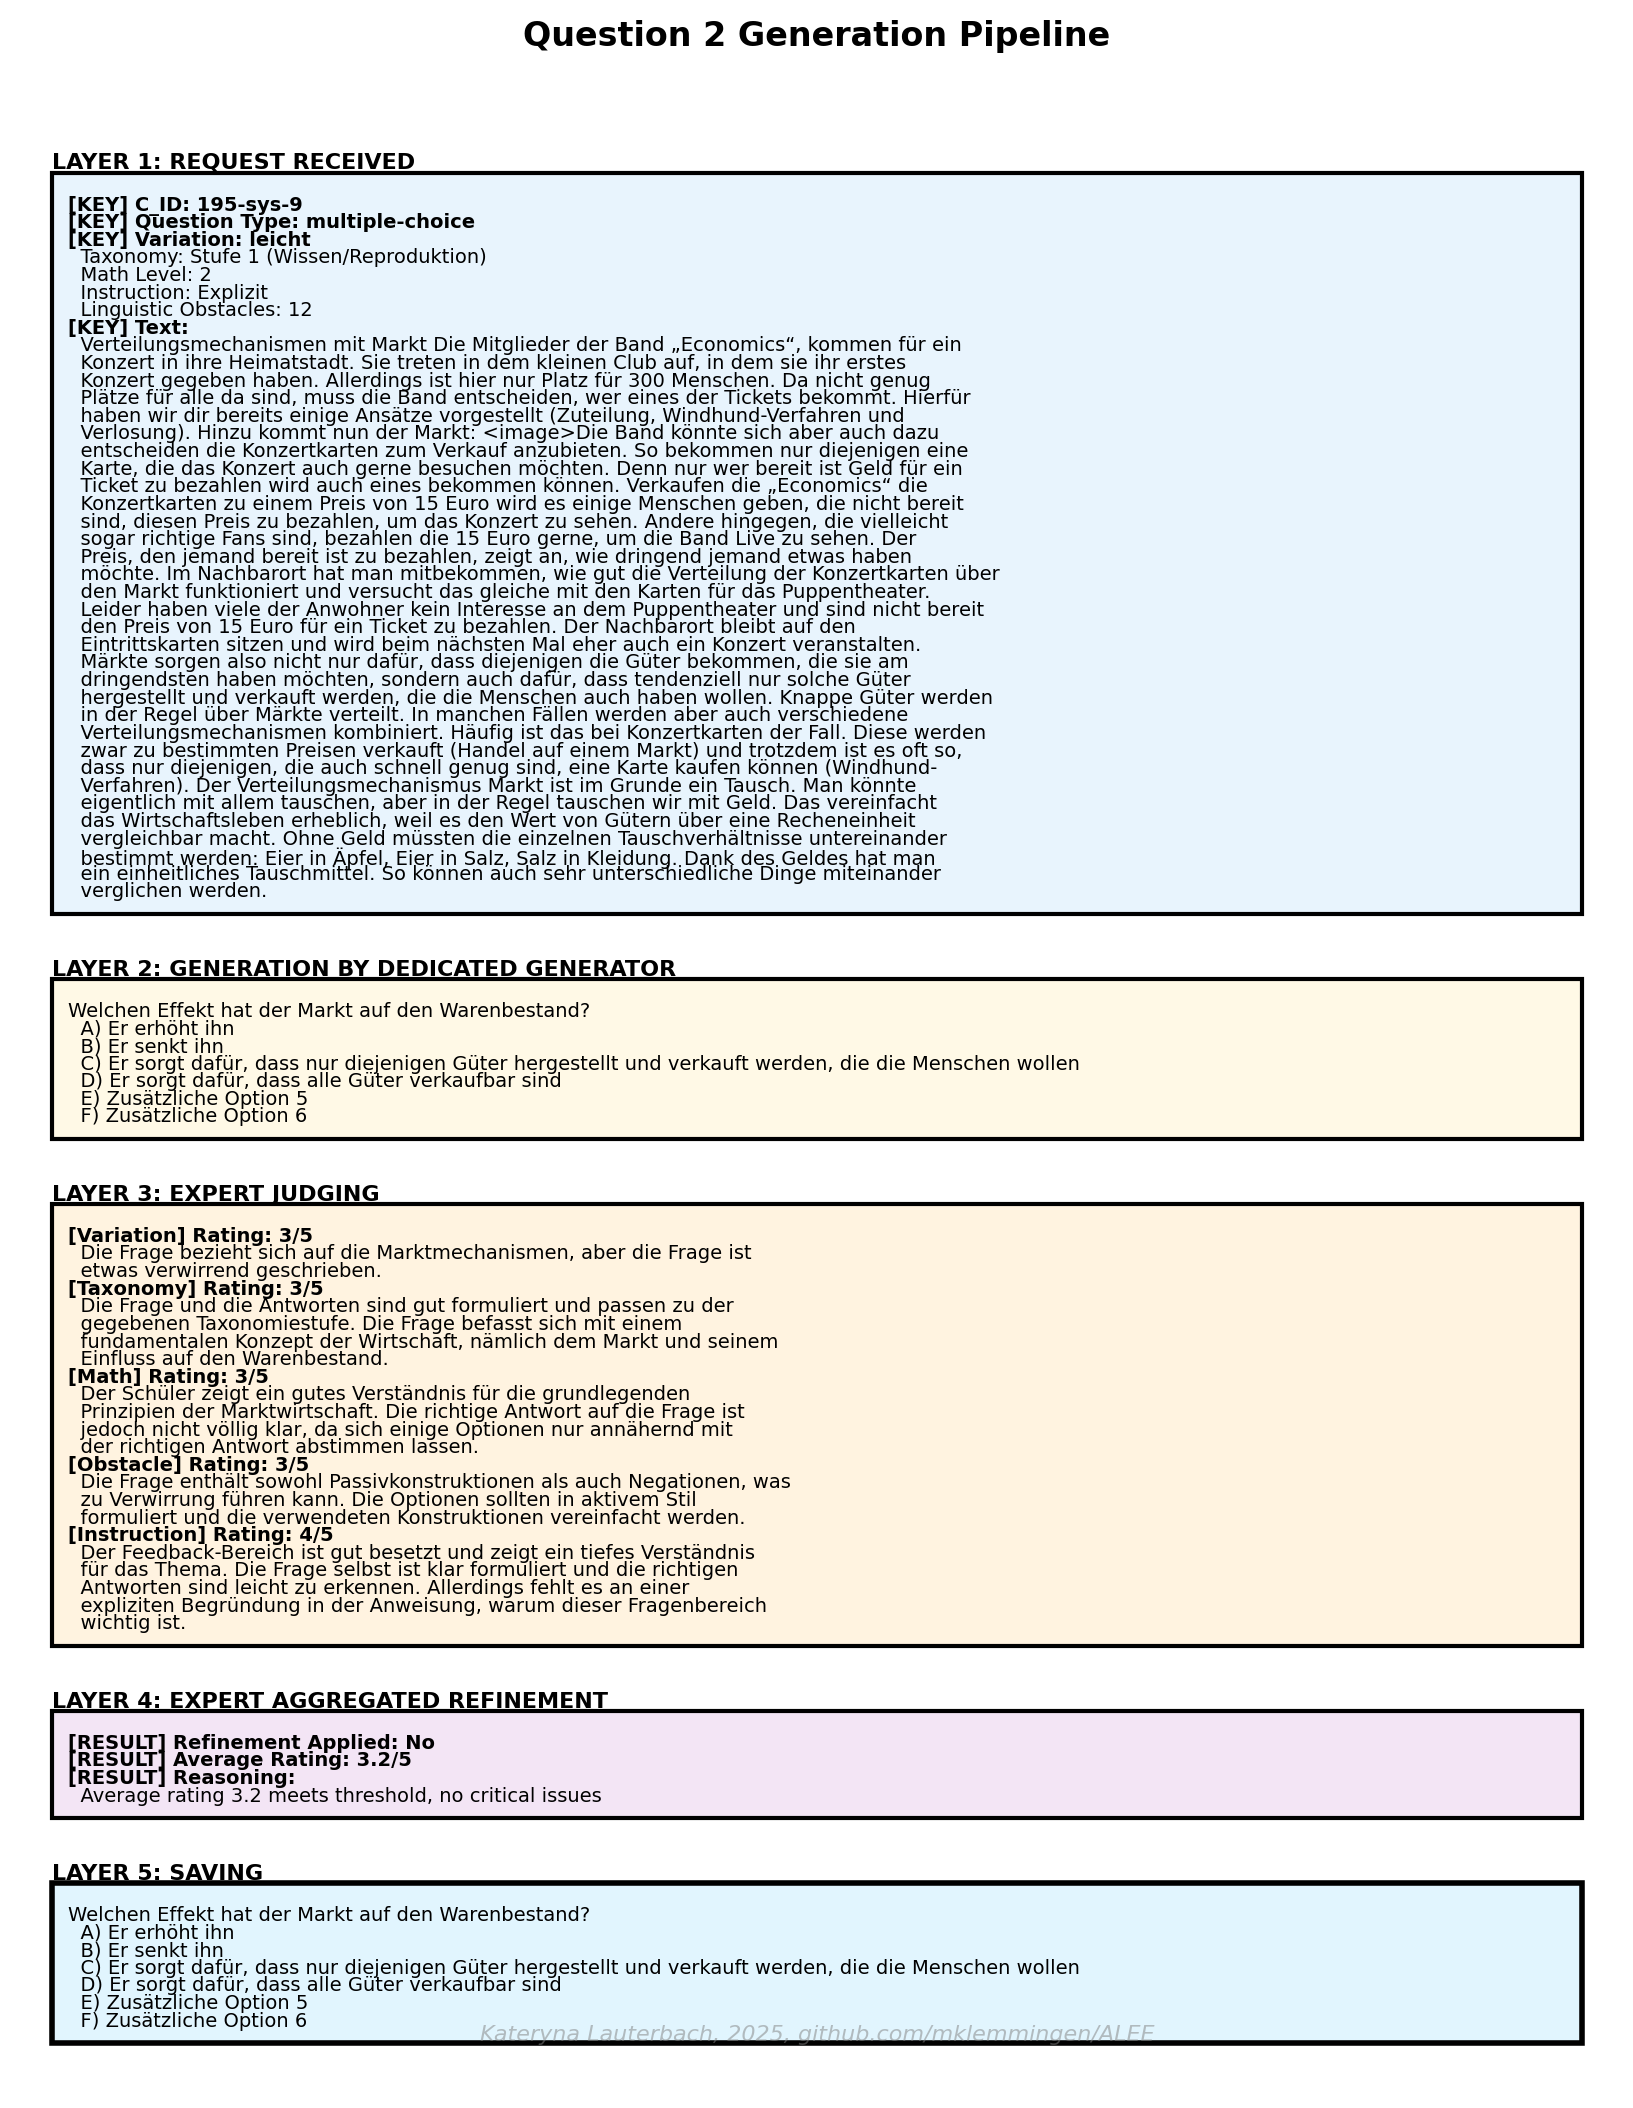 Question 2 Generation Pipeline
LAYER 1: REQUEST RECEIVED
[KEY] C_ID: 195-sys-9
[KEY] Question Type: multiple-choice
[KEY] Variation: leicht
Taxonomy: Stufe 1 (Wissen/Reproduktion)
Math Level: 2
Instruction: Explizit
Linguistic Obstacles: 12
[KEY] Text:
Verteilungsmechanismen mit Markt Die Mitglieder der Band „Economics“, kommen für ein
Konzert in ihre Heimatstadt. Sie treten in dem kleinen Club auf, in dem sie ihr erstes
Konzert gegeben haben. Allerdings ist hier nur Platz für 300 Menschen. Da nicht genug
Plätze für alle da sind, muss die Band entscheiden, wer eines der Tickets bekommt. Hierfür
haben wir dir bereits einige Ansätze vorgestellt (Zuteilung, Windhund-Verfahren und
Verlosung). Hinzu kommt nun der Markt: <image>Die Band könnte sich aber auch dazu
entscheiden die Konzertkarten zum Verkauf anzubieten. So bekommen nur diejenigen eine
Karte, die das Konzert auch gerne besuchen möchten. Denn nur wer bereit ist Geld für ein
Ticket zu bezahlen wird auch eines bekommen können. Verkaufen die „Economics“ die
Konzertkarten zu einem Preis von 15 Euro wird es einige Menschen geben, die nicht bereit
sind, diesen Preis zu bezahlen, um das Konzert zu sehen. Andere hingegen, die vielleicht
sogar richtige Fans sind, bezahlen die 15 Euro gerne, um die Band Live zu sehen. Der
Preis, den jemand bereit ist zu bezahlen, zeigt an, wie dringend jemand etwas haben
möchte. Im Nachbarort hat man mitbekommen, wie gut die Verteilung der Konzertkarten über
den Markt funktioniert und versucht das gleiche mit den Karten für das Puppentheater.
Leider haben viele der Anwohner kein Interesse an dem Puppentheater und sind nicht bereit
den Preis von 15 Euro für ein Ticket zu bezahlen. Der Nachbarort bleibt auf den
Eintrittskarten sitzen und wird beim nächsten Mal eher auch ein Konzert veranstalten.
Märkte sorgen also nicht nur dafür, dass diejenigen die Güter bekommen, die sie am
dringendsten haben möchten, sondern auch dafür, dass tendenziell nur solche Güter
hergestellt und verkauft werden, die die Menschen auch haben wollen. Knappe Güter werden
in der Regel über Märkte verteilt. In manchen Fällen werden aber auch verschiedene
Verteilungsmechanismen kombiniert. Häufig ist das bei Konzertkarten der Fall. Diese werden
zwar zu bestimmten Preisen verkauft (Handel auf einem Markt) und trotzdem ist es oft so,
dass nur diejenigen, die auch schnell genug sind, eine Karte kaufen können (Windhund-
Verfahren). Der Verteilungsmechanismus Markt ist im Grunde ein Tausch. Man könnte
eigentlich mit allem tauschen, aber in der Regel tauschen wir mit Geld. Das vereinfacht
das Wirtschaftsleben erheblich, weil es den Wert von Gütern über eine Recheneinheit
vergleichbar macht. Ohne Geld müssten die einzelnen Tauschverhältnisse untereinander
bestimmt werden: Eier in Äpfel, Eier in Salz, Salz in Kleidung. Dank des Geldes hat man
ein einheitliches Tauschmittel. So können auch sehr unterschiedliche Dinge miteinander
verglichen werden.
LAYER 2: GENERATION BY DEDICATED GENERATOR
Welchen Effekt hat der Markt auf den Warenbestand?
A) Er erhöht ihn
B) Er senkt ihn
C) Er sorgt dafür, dass nur diejenigen Güter hergestellt und verkauft werden, die die Menschen wollen
D) Er sorgt dafür, dass alle Güter verkaufbar sind
E) Zusätzliche Option 5
F) Zusätzliche Option 6
LAYER 3: EXPERT JUDGING
[Variation] Rating: 3/5
Die Frage bezieht sich auf die Marktmechanismen, aber die Frage ist
etwas verwirrend geschrieben.
[Taxonomy] Rating: 3/5
Die Frage und die Antworten sind gut formuliert und passen zu der
gegebenen Taxonomiestufe. Die Frage befasst sich mit einem
fundamentalen Konzept der Wirtschaft, nämlich dem Markt und seinem
Einfluss auf den Warenbestand.
[Math] Rating: 3/5
Der Schüler zeigt ein gutes Verständnis für die grundlegenden
Prinzipien der Marktwirtschaft. Die richtige Antwort auf die Frage ist
jedoch nicht völlig klar, da sich einige Optionen nur annähernd mit
der richtigen Antwort abstimmen lassen.
[Obstacle] Rating: 3/5
Die Frage enthält sowohl Passivkonstruktionen als auch Negationen, was
zu Verwirrung führen kann. Die Optionen sollten in aktivem Stil
formuliert und die verwendeten Konstruktionen vereinfacht werden.
[Instruction] Rating: 4/5
Der Feedback-Bereich ist gut besetzt und zeigt ein tiefes Verständnis
für das Thema. Die Frage selbst ist klar formuliert und die richtigen
Antworten sind leicht zu erkennen. Allerdings fehlt es an einer
expliziten Begründung in der Anweisung, warum dieser Fragenbereich
wichtig ist.
LAYER 4: EXPERT AGGREGATED REFINEMENT
[RESULT] Refinement Applied: No
[RESULT] Average Rating: 3.2/5
[RESULT] Reasoning:
Average rating 3.2 meets threshold, no critical issues
LAYER 5: SAVING
Welchen Effekt hat der Markt auf den Warenbestand?
A) Er erhöht ihn
B) Er senkt ihn
C) Er sorgt dafür, dass nur diejenigen Güter hergestellt und verkauft werden, die die Menschen wollen
D) Er sorgt dafür, dass alle Güter verkaufbar sind
E) Zusätzliche Option 5
F) Zusätzliche Option 6
Kateryna Lauterbach, 2025, github.com/mklemmingen/ALEE